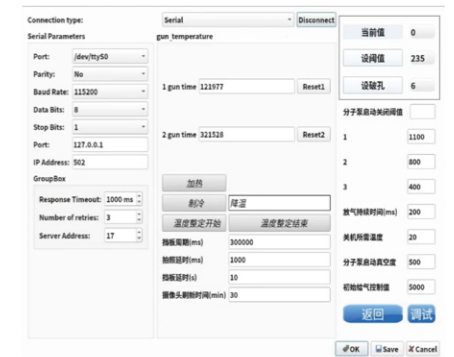 Connection type: Serial Disconnect
Serial Parameters
Port: /dev/ttyS0
Parity: No
Baud Rate: 115200
Data Bits: 8
Stop Bits: 1
Port: 127.0.0.1
IP Address: 502
GroupBox
Response Timeout: 1000 ms
Number of retries: 3
Server Address: 17
gun_temperature
1 gun time 121977 Reset1
2 gun time 321528 Reset2
加热
制冷 降温
温度整定开始 温度整定结束
挡板周期(ms) 300000
拍照延时(ms) 1000
挡板延时(s) 10
摄像头刷新时间(min) 30
当前值 0
设阈值 235
设破孔 6
分子泵启动关闭阈值
1 1100
2 800
3 400
放气持续时间(ms) 200
关机所需温度 20
分子泵启动真空度 500
初始给气控制值 5000
返回 调试
OK Save Cancel